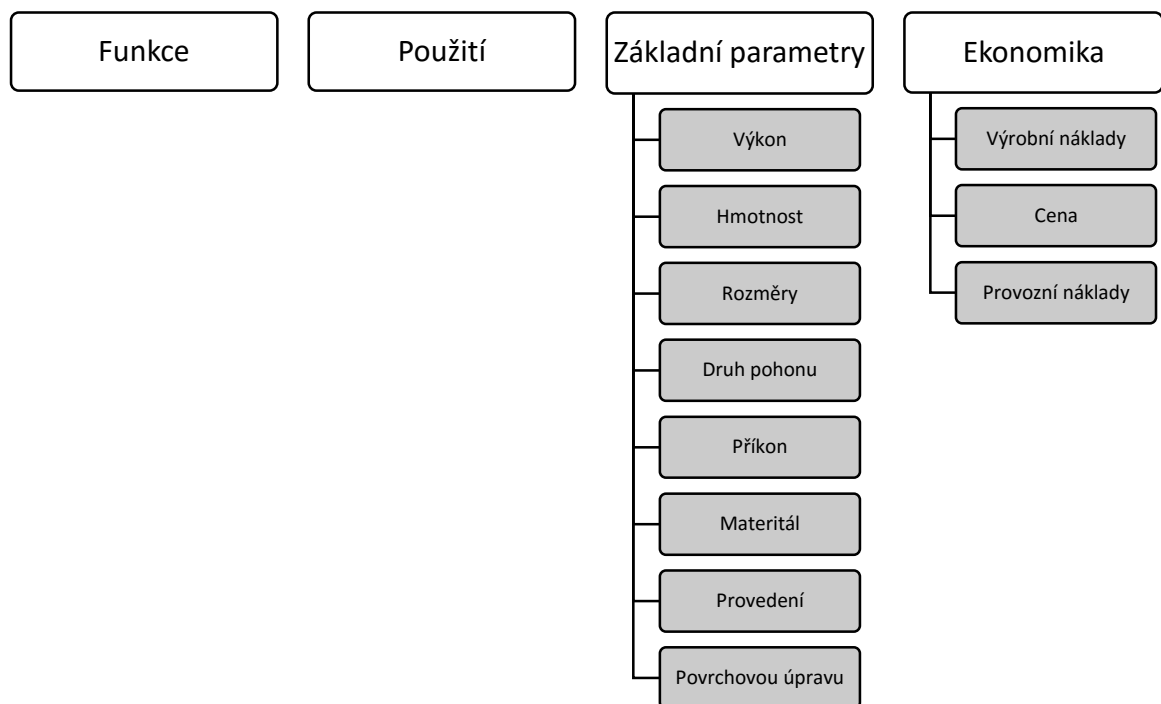 Funkce
Použití
Základní parametry
Výkon
Hmotnost
Rozměry
Druh pohonu
Příkon
Materitál
Provedení
Povrchovou úpravu
Ekonomika
Výrobní náklady
Cena
Provozní náklady